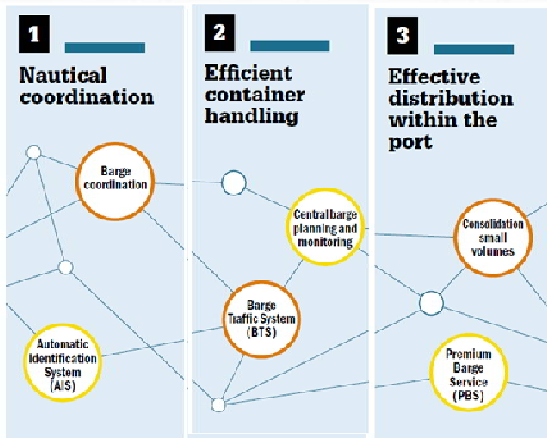 1
Nautical
coordination
Barge
coordination
Automatic
Identification
System
(AIS)
2
Efficient
container
handling
Central barge
planning and
monitoring
Barge
Traffic System
(BTS)
3
Effective
distribution
within the
port
Consolidation
small
volumes
Premium
Barge
Service
(PBS)